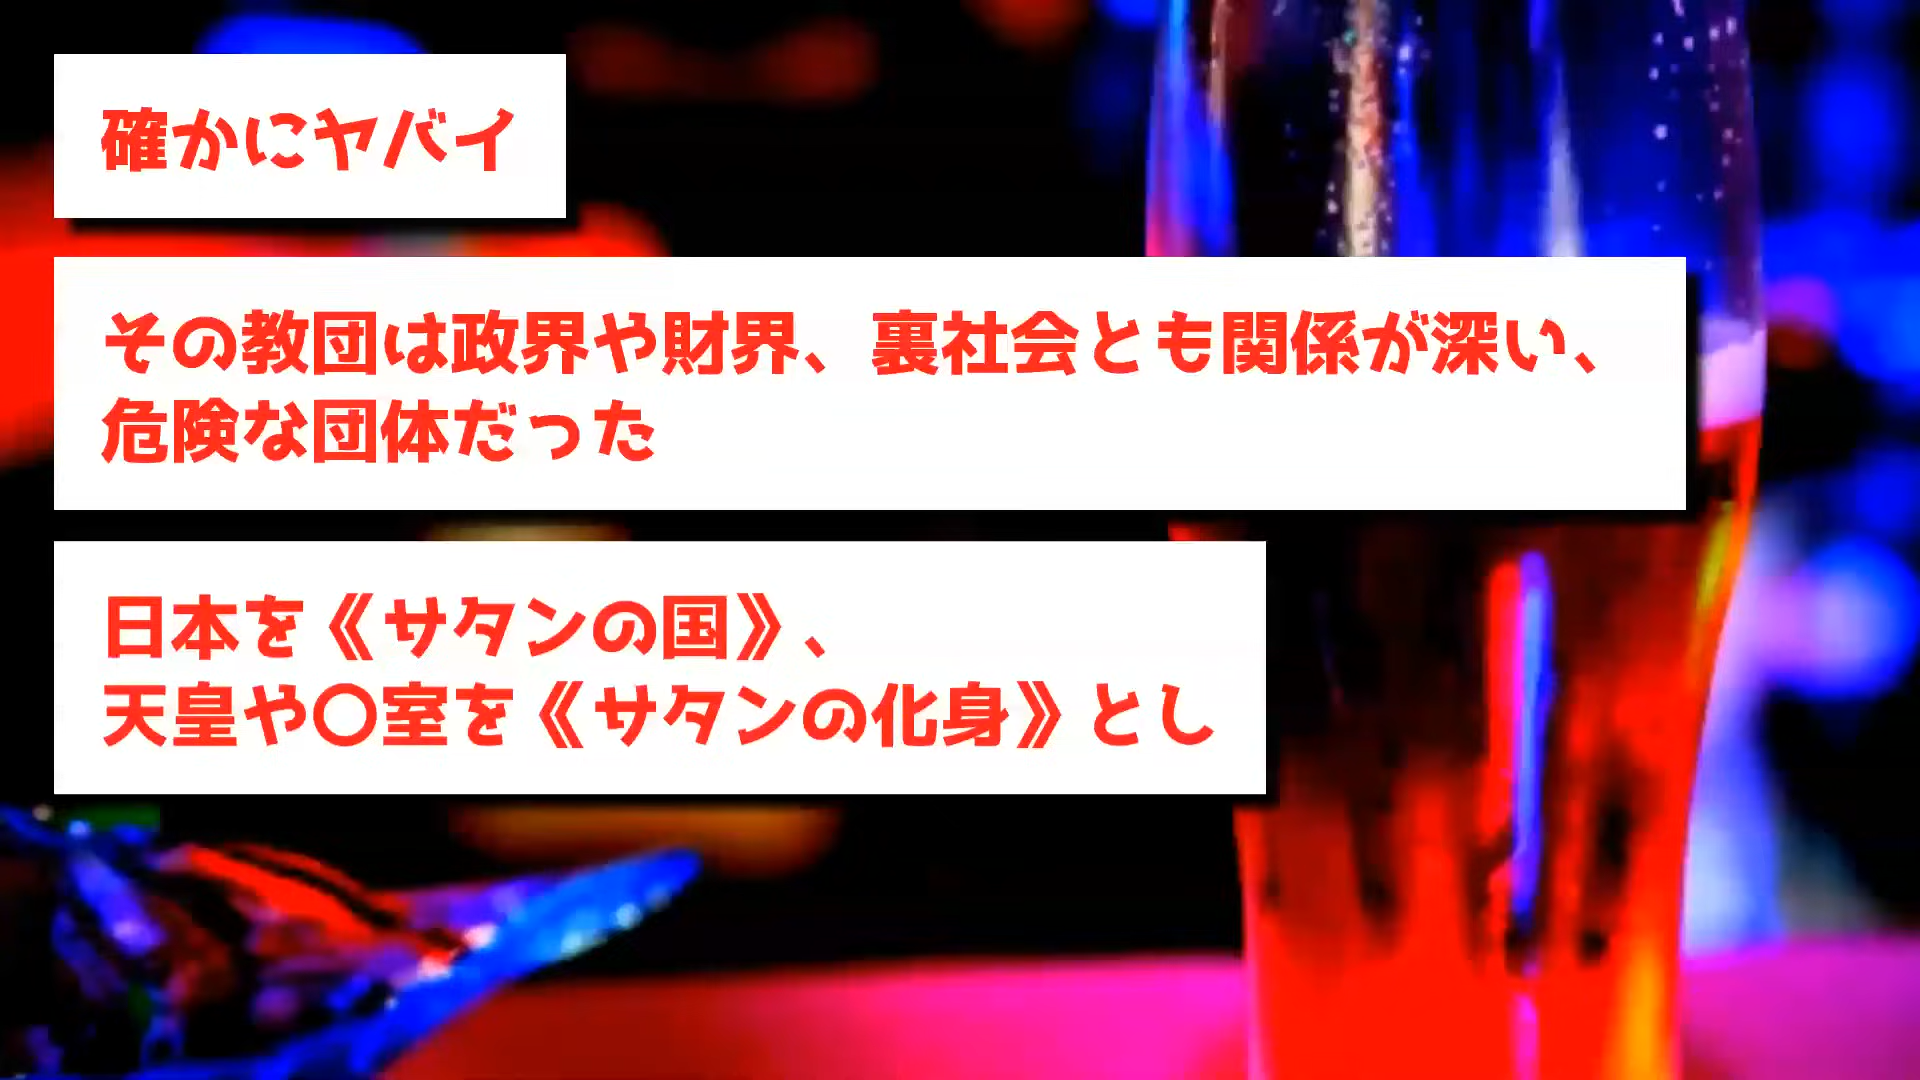 確かにヤバイ
その教団は政界や財界、裏社会とも関係が深い、
危険な団体だった
日本を《サタンの国》、
天皇や〇室を《サタンの化身》とし